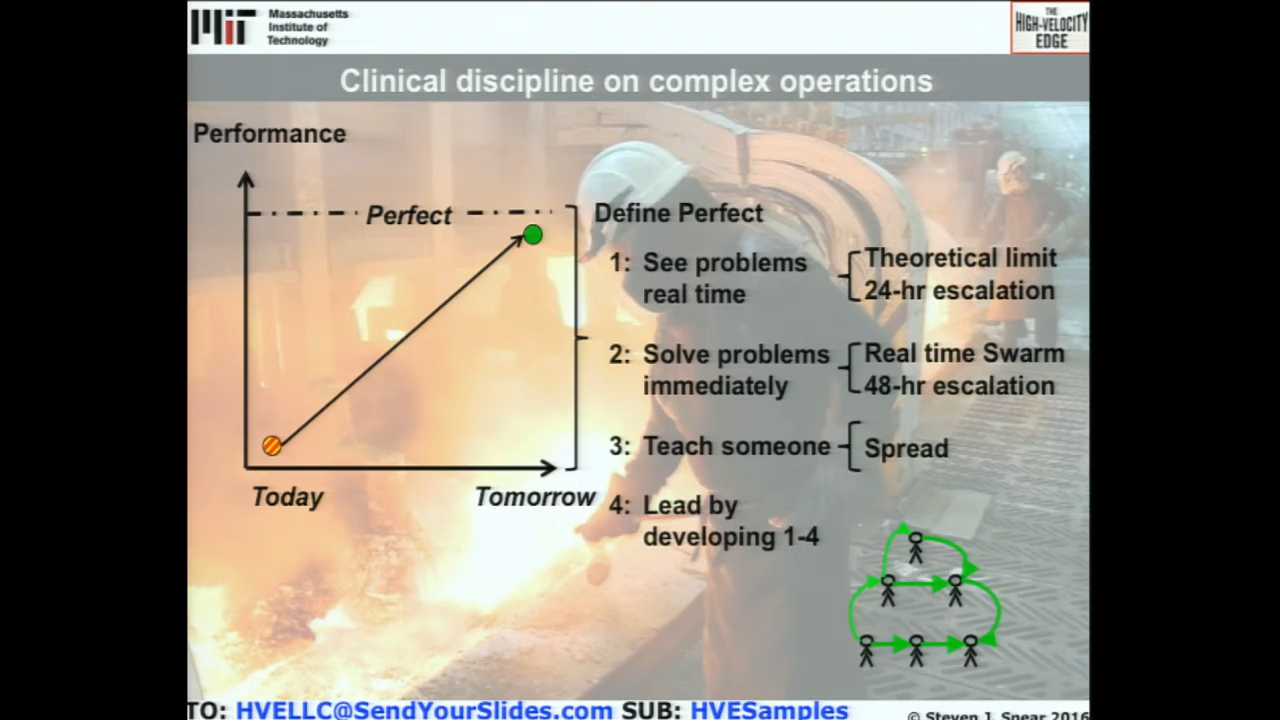 Massachusetts
Institute of
Technology
THE
HIGH-VELOCITY
EDGE
Clinical discipline on complex operations
Performance
Perfect
Today
Tomorrow
Define Perfect
1: See problems
real time
Theoretical limit
24-hr escalation
2: Solve problems
immediately
Real time Swarm
48-hr escalation
3: Teach someone
Spread
4: Lead by
developing 1-4
TO: HVELLC@SendYourSlides.com SUB: HVESamples
© Steven J. Spear 2016